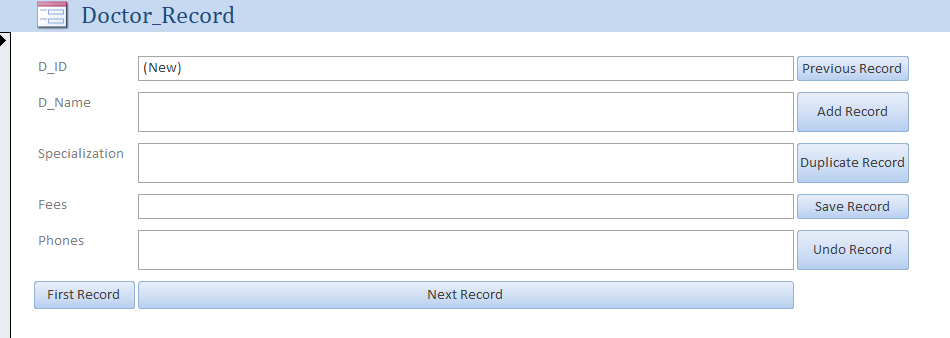 Doctor_Record
D_ID (New) Previous Record
D_Name Add Record
Specialization Duplicate Record
Fees Save Record
Phones Undo Record
First Record Next Record